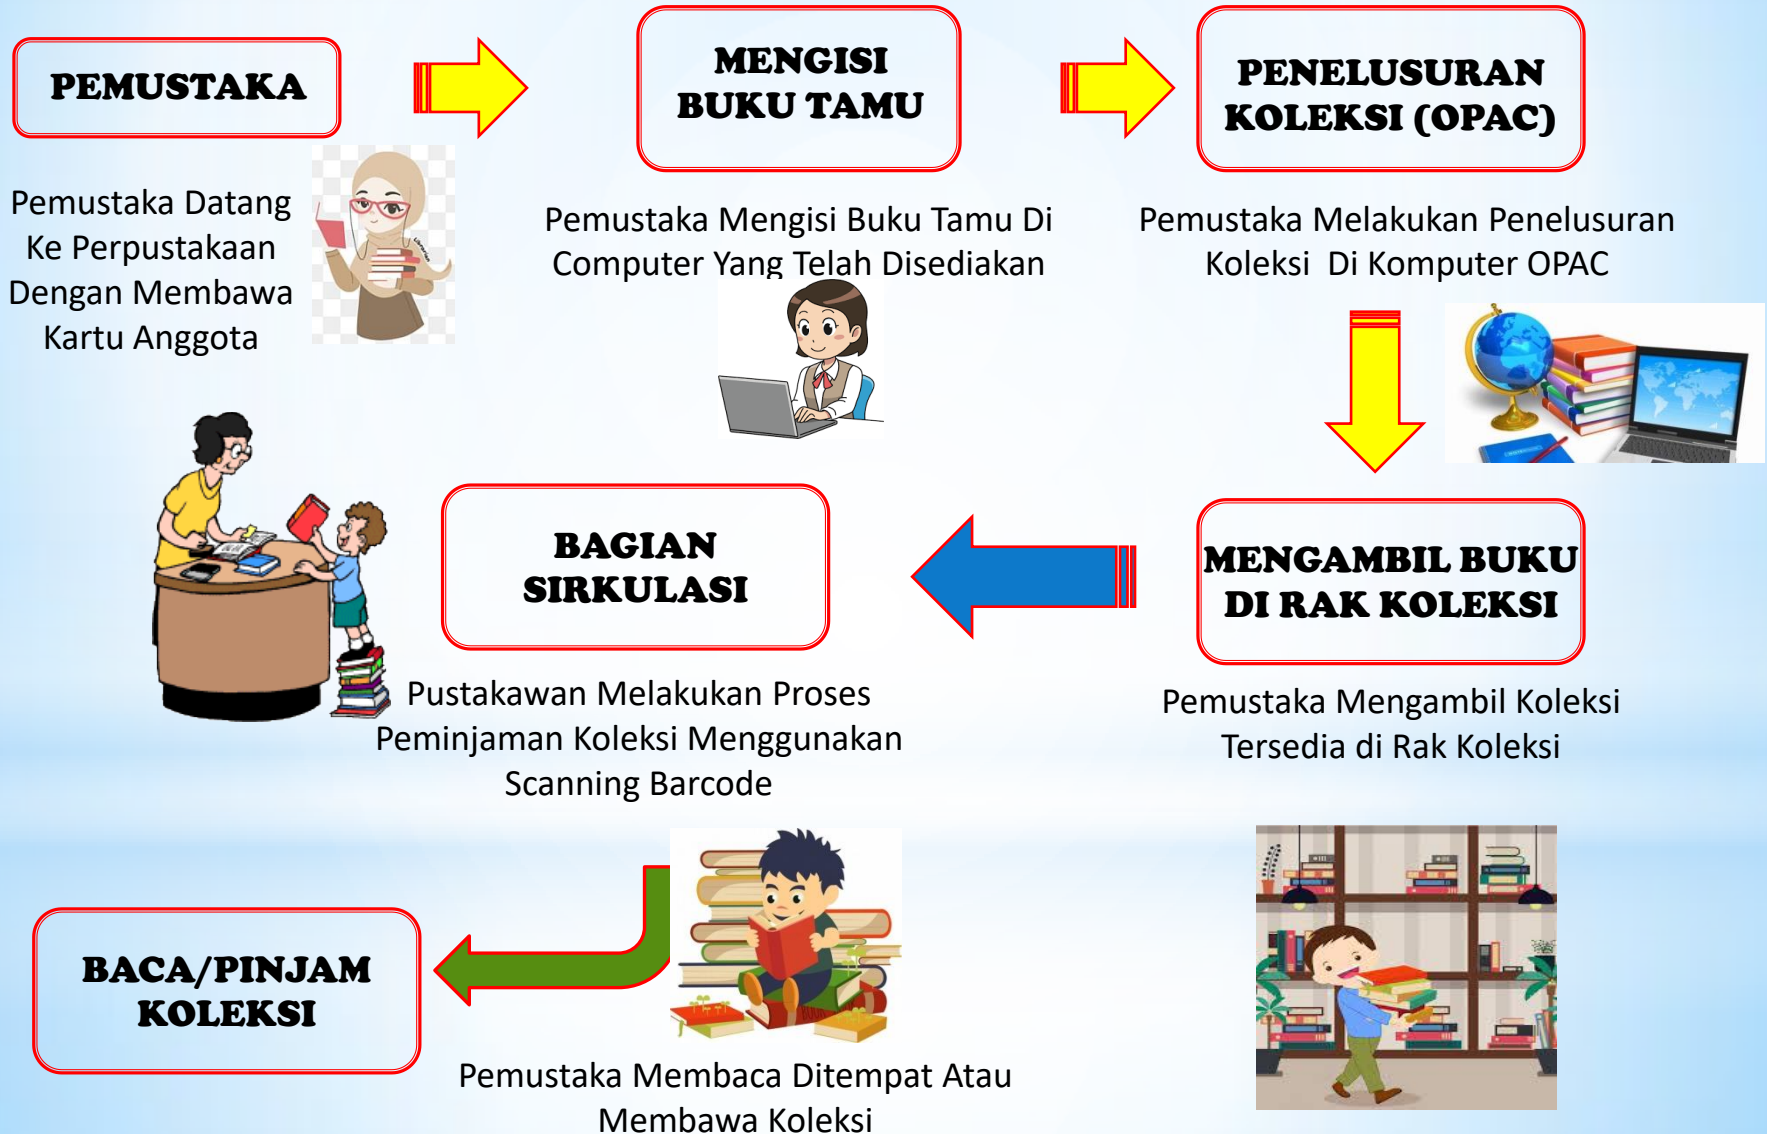 PEMUSTAKA
Pemustaka Datang
Ke Perpustakaan
Dengan Membawa
Kartu Anggota
MENGISI
BUKU TAMU
Pemustaka Mengisi Buku Tamu Di
Computer Yang Telah Disediakan
PENELUSURAN
KOLEKSI (OPAC)
Pemustaka Melakukan Penelusuran
Koleksi Di Komputer OPAC
MENGAMBIL BUKU
DI RAK KOLEKSI
Pemustaka Mengambil Koleksi
Tersedia di Rak Koleksi
BAGIAN
SIRKULASI
Pustakawan Melakukan Proses
Peminjaman Koleksi Menggunakan
Scanning Barcode
BACA/PINJAM
KOLEKSI
Pemustaka Membaca Ditempat Atau
Membawa Koleksi